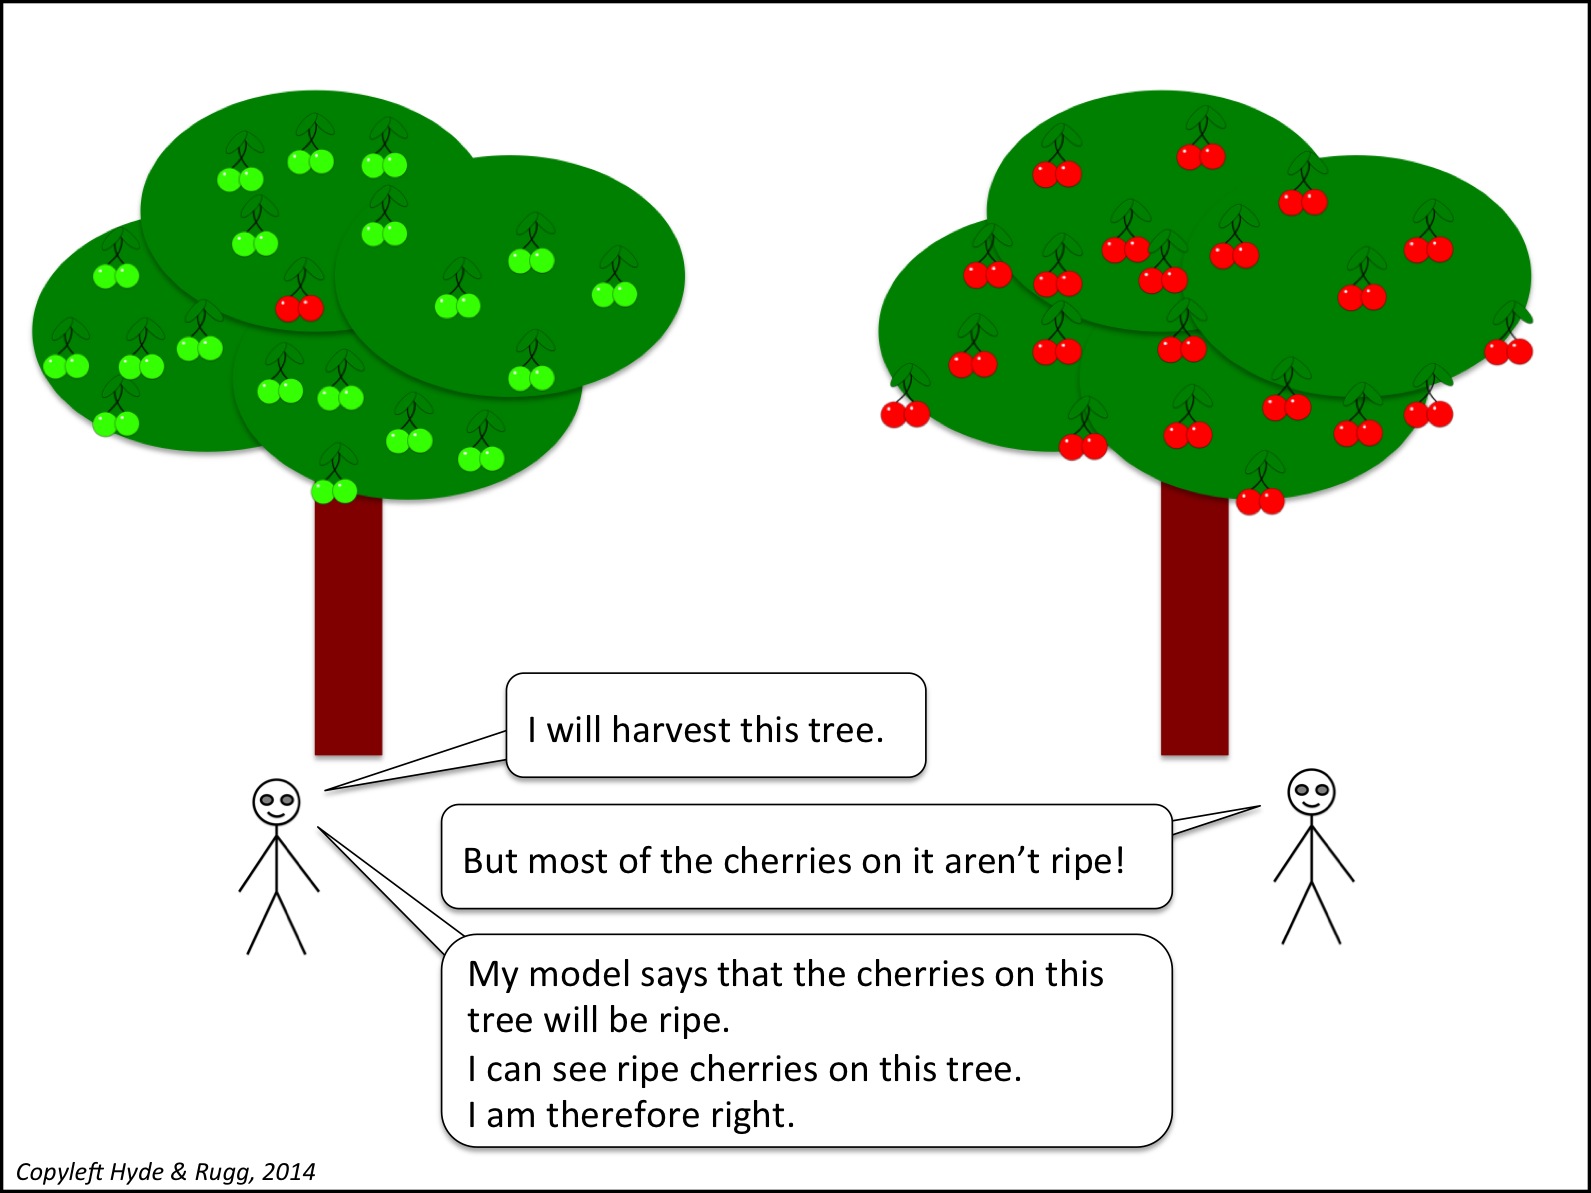 I will harvest this tree.
But most of the cherries on it aren’t ripe!
My model says that the cherries on this
tree will be ripe.
I can see ripe cherries on this tree.
I am therefore right.
Copyleft Hyde & Rugg, 2014